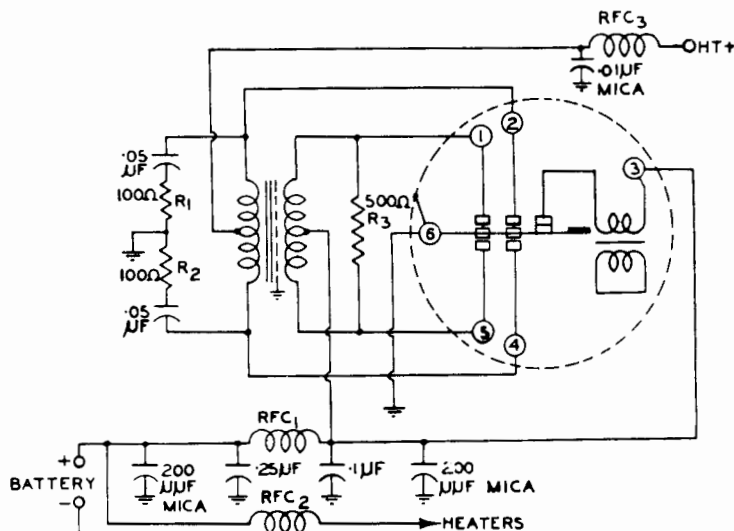 RFC3
HT+
.01µF
MICA
.05
µF
100Ω
R1
R2
100Ω
.05
µF
500Ω
R3
1
2
3
6
5
4
RFC1
+
BATTERY
-
200
µµF
MICA
.25µF
.1µF
200
µµF MICA
RFC2
HEATERS